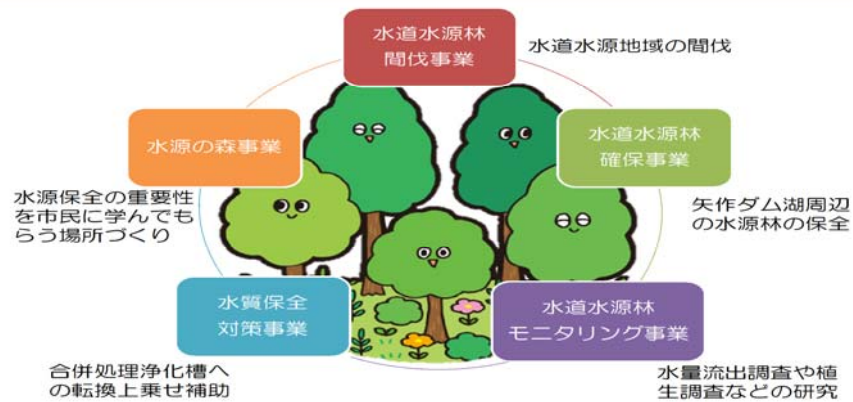 水道水源林
間伐事業
水道水源地域の間伐
水道水源林
確保事業
矢作ダム湖周辺
の水源林の保全
水道水源林
モニタリング事業
水量流出調査や植
生調査などの研究
水質保全
対策事業
合併処理浄化槽へ
の転換上乗せ補助
水源の森事業
水源保全の重要性
を市民に学んでも
らう場所づくり